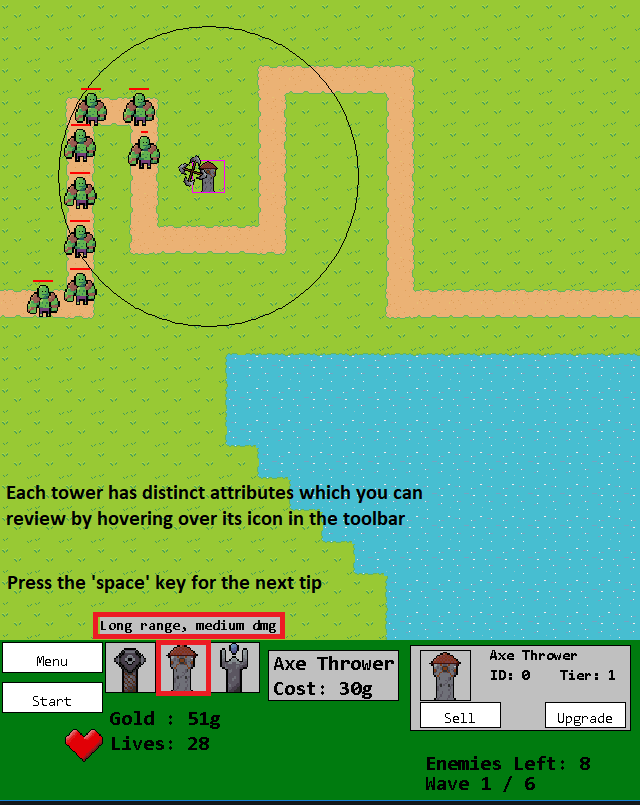 Each tower has distinct attributes which you can
review by hovering over its icon in the toolbar
Press the 'space' key for the next tip
Long range, medium dmg
Menu
Start
Axe Thrower
Cost: 30g
Gold : 51g
Lives: 28
Axe Thrower
ID: 0 Tier: 1
Sell Upgrade
Enemies Left: 8
Wave 1 / 6